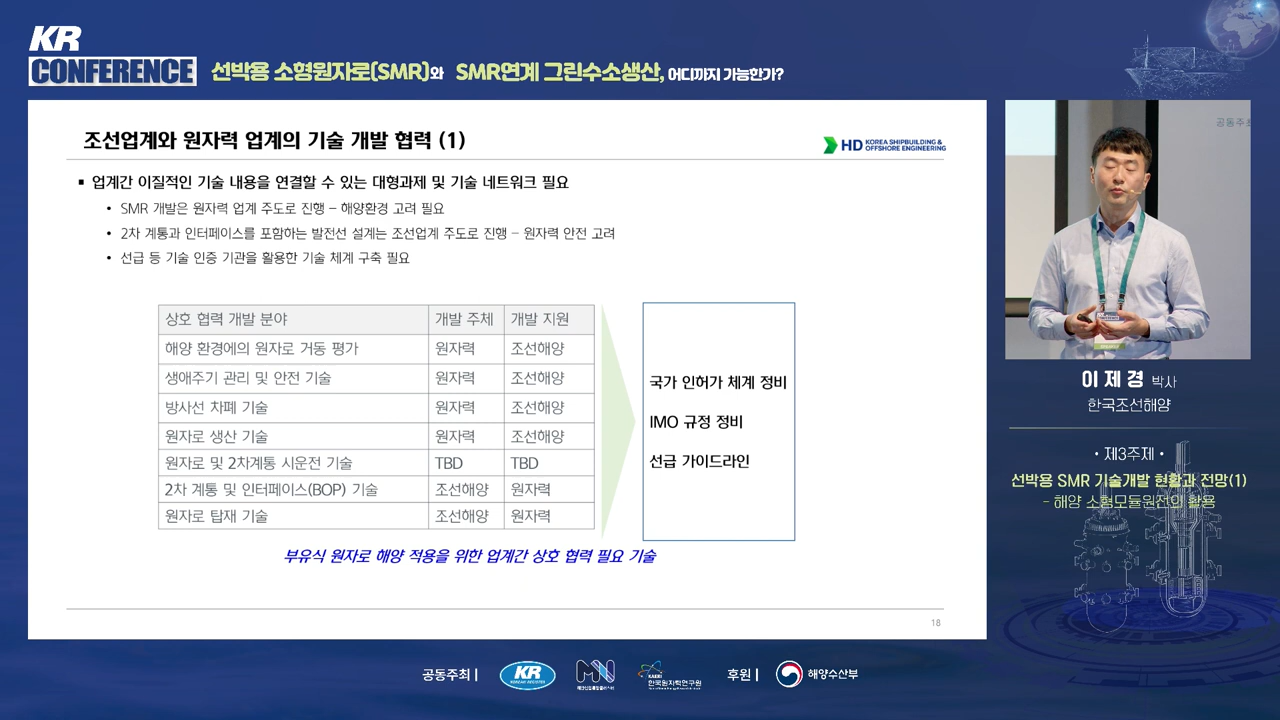 KR
CONFERENCE
선박용 소형원자로(SMR)와 SMR연계 그린수소생산, 어디까지 가능한가?
조선업계와 원자력 업계의 기술 개발 협력 (1)
HD KOREA SHIPBUILDING & OFFSHORE ENGINEERING
▪ 업계간 이질적인 기술 내용을 연결할 수 있는 대형과제 및 기술 네트워크 필요
• SMR 개발은 원자력 업계 주도로 진행 – 해양환경 고려 필요
• 2차 계통과 인터페이스를 포함하는 발전선 설계는 조선업계 주도로 진행 – 원자력 안전 고려
• 선급 등 기술 인증 기관을 활용한 기술 체계 구축 필요
상호 협력 개발 분야 개발 주체 개발 지원
해양 환경에의 원자로 거동 평가 원자력 조선해양
생애주기 관리 및 안전 기술 원자력 조선해양
방사선 차폐 기술 원자력 조선해양
원자로 생산 기술 원자력 조선해양
원자로 및 2차계통 시운전 기술 TBD TBD
2차 계통 및 인터페이스(BOP) 기술 조선해양 원자력
원자로 탑재 기술 조선해양 원자력
국가 인허가 체계 정비
IMO 규정 정비
선급 가이드라인
부유식 원자로 해양 적용을 위한 업계간 상호 협력 필요 기술
18
공동주최
이 제 경 박사
한국조선해양
• 제3주제 •
선박용 SMR 기술개발 현황과 전망(1)
- 해양 소형모듈원전의 활용
공동주최 | KR KOREAN REGISTER KAERI 한국원자력연구원 후원 | 해양수산부